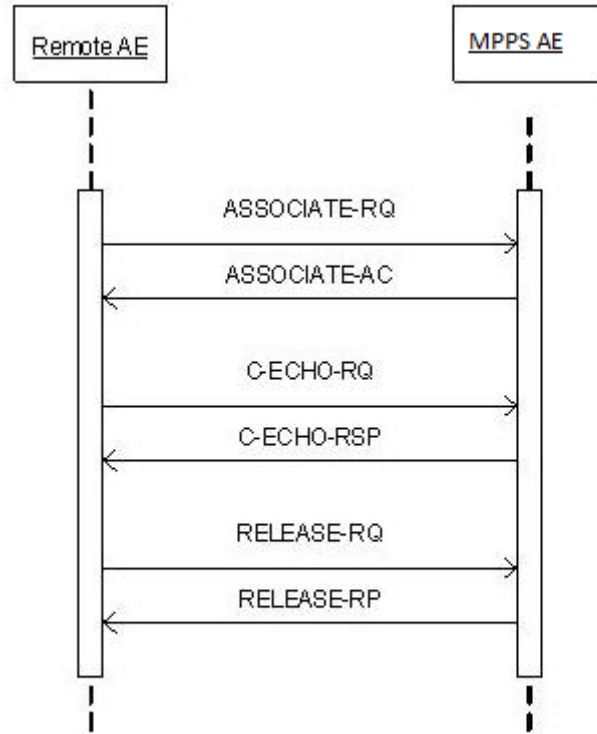 Remote AE
MPPS AE
ASSOCIATE-RQ
ASSOCIATE-AC
C-ECHO-RQ
C-ECHO-RSP
RELEASE-RQ
RELEASE-RP